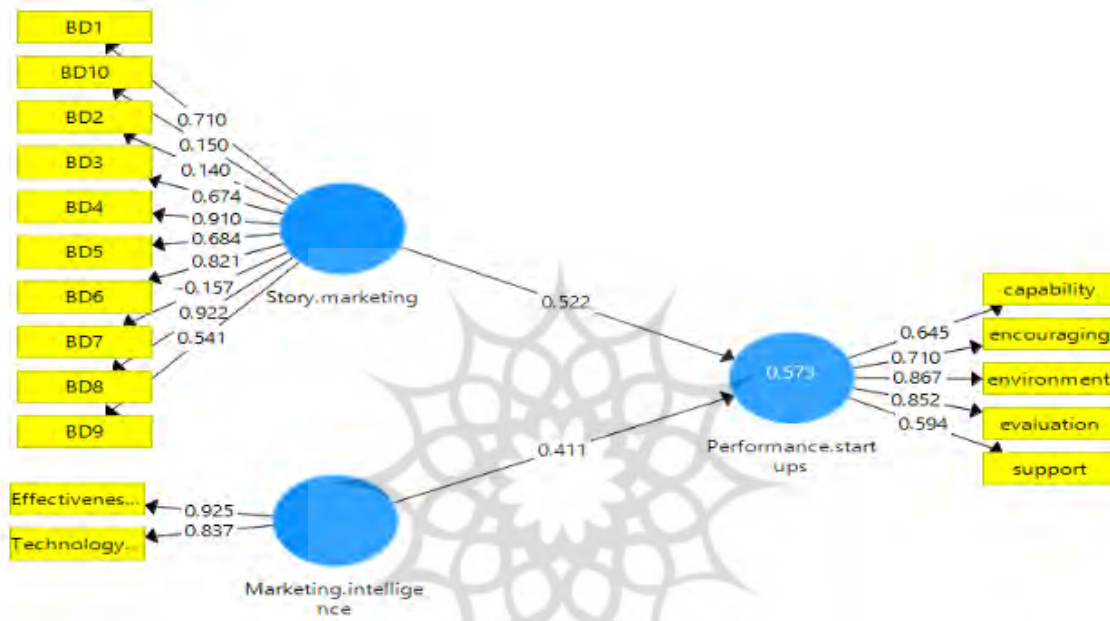 BD1
BD10
BD2
BD3
BD4
BD5
BD6
BD7
BD8
BD9
0.710
0.150
0.140
0.674
0.910
0.684
0.821
-0.157
0.922
0.541
Story.marketing
0.522
Effectivenes...
Technology...
0.925
0.837
Marketing.intellige
nce
0.411
0.573
Performance.start
ups
0.645
0.710
0.867
0.852
0.594
capability
encouraging
environment
evaluation
support